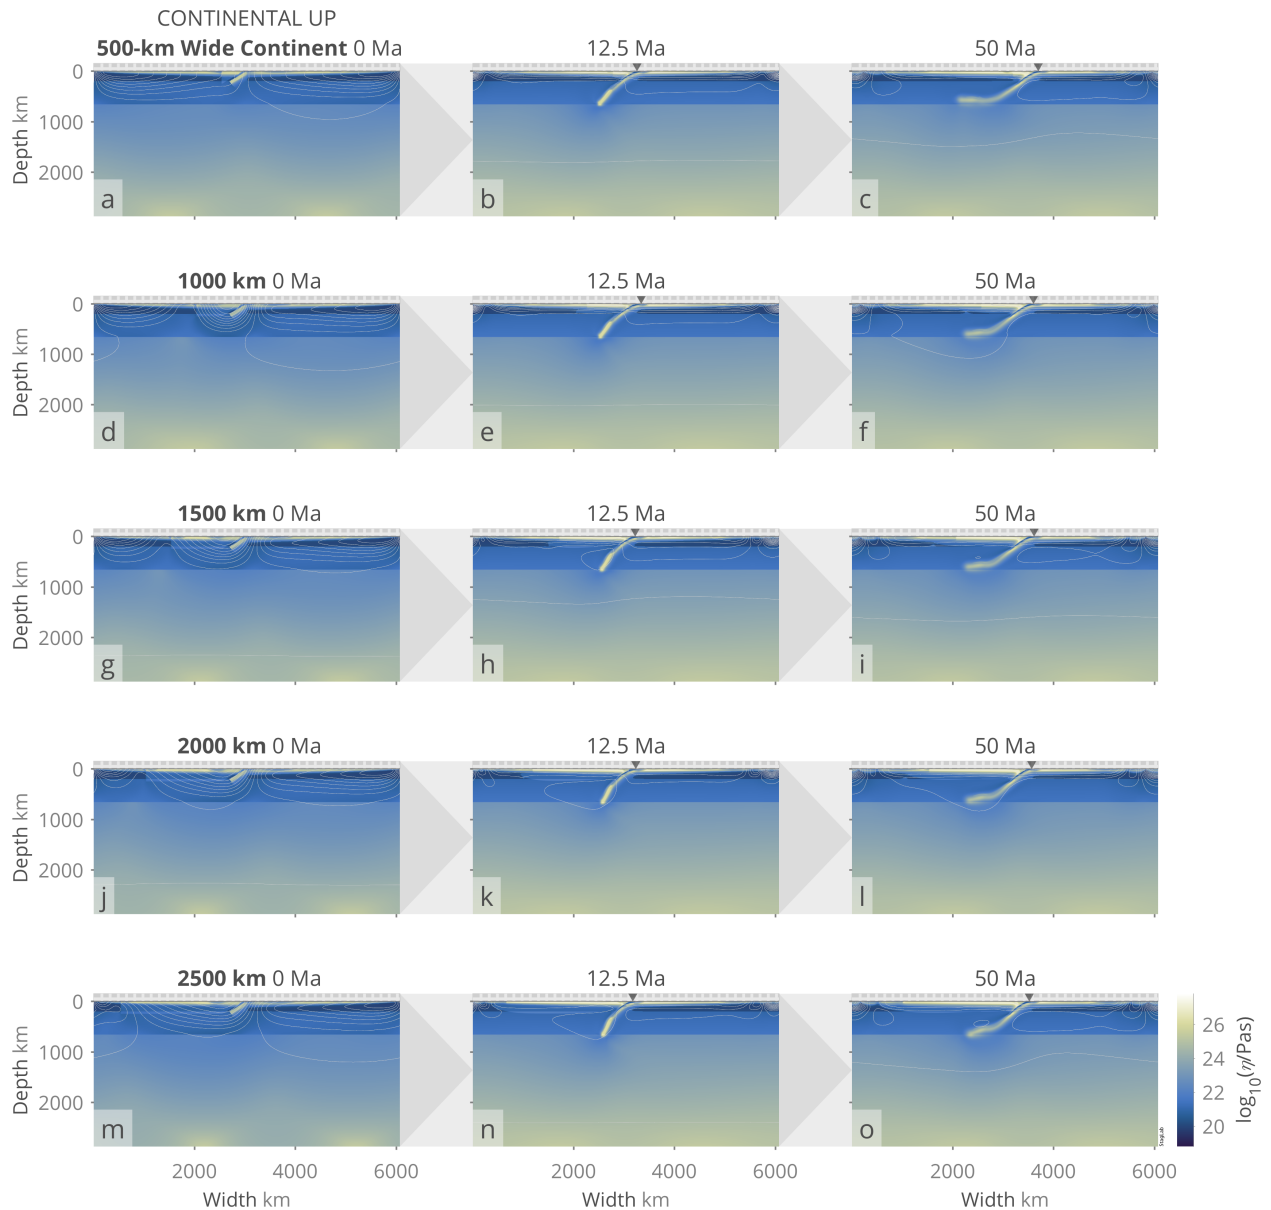 CONTINENTAL UP
500-km Wide Continent 0 Ma 12.5 Ma 50 Ma
0
1000
2000
Depth km
a b c
1000 km 0 Ma 12.5 Ma 50 Ma
0
1000
2000
Depth km
d e f
1500 km 0 Ma 12.5 Ma 50 Ma
0
1000
2000
Depth km
g h i
2000 km 0 Ma 12.5 Ma 50 Ma
0
1000
2000
Depth km
j k l
2500 km 0 Ma 12.5 Ma 50 Ma
0
1000
2000
Depth km
m n o
StagLab
26
24
22
20
log10(η/Pas)
2000 4000 6000 2000 4000 2000 4000 6000
Width km Width km Width km